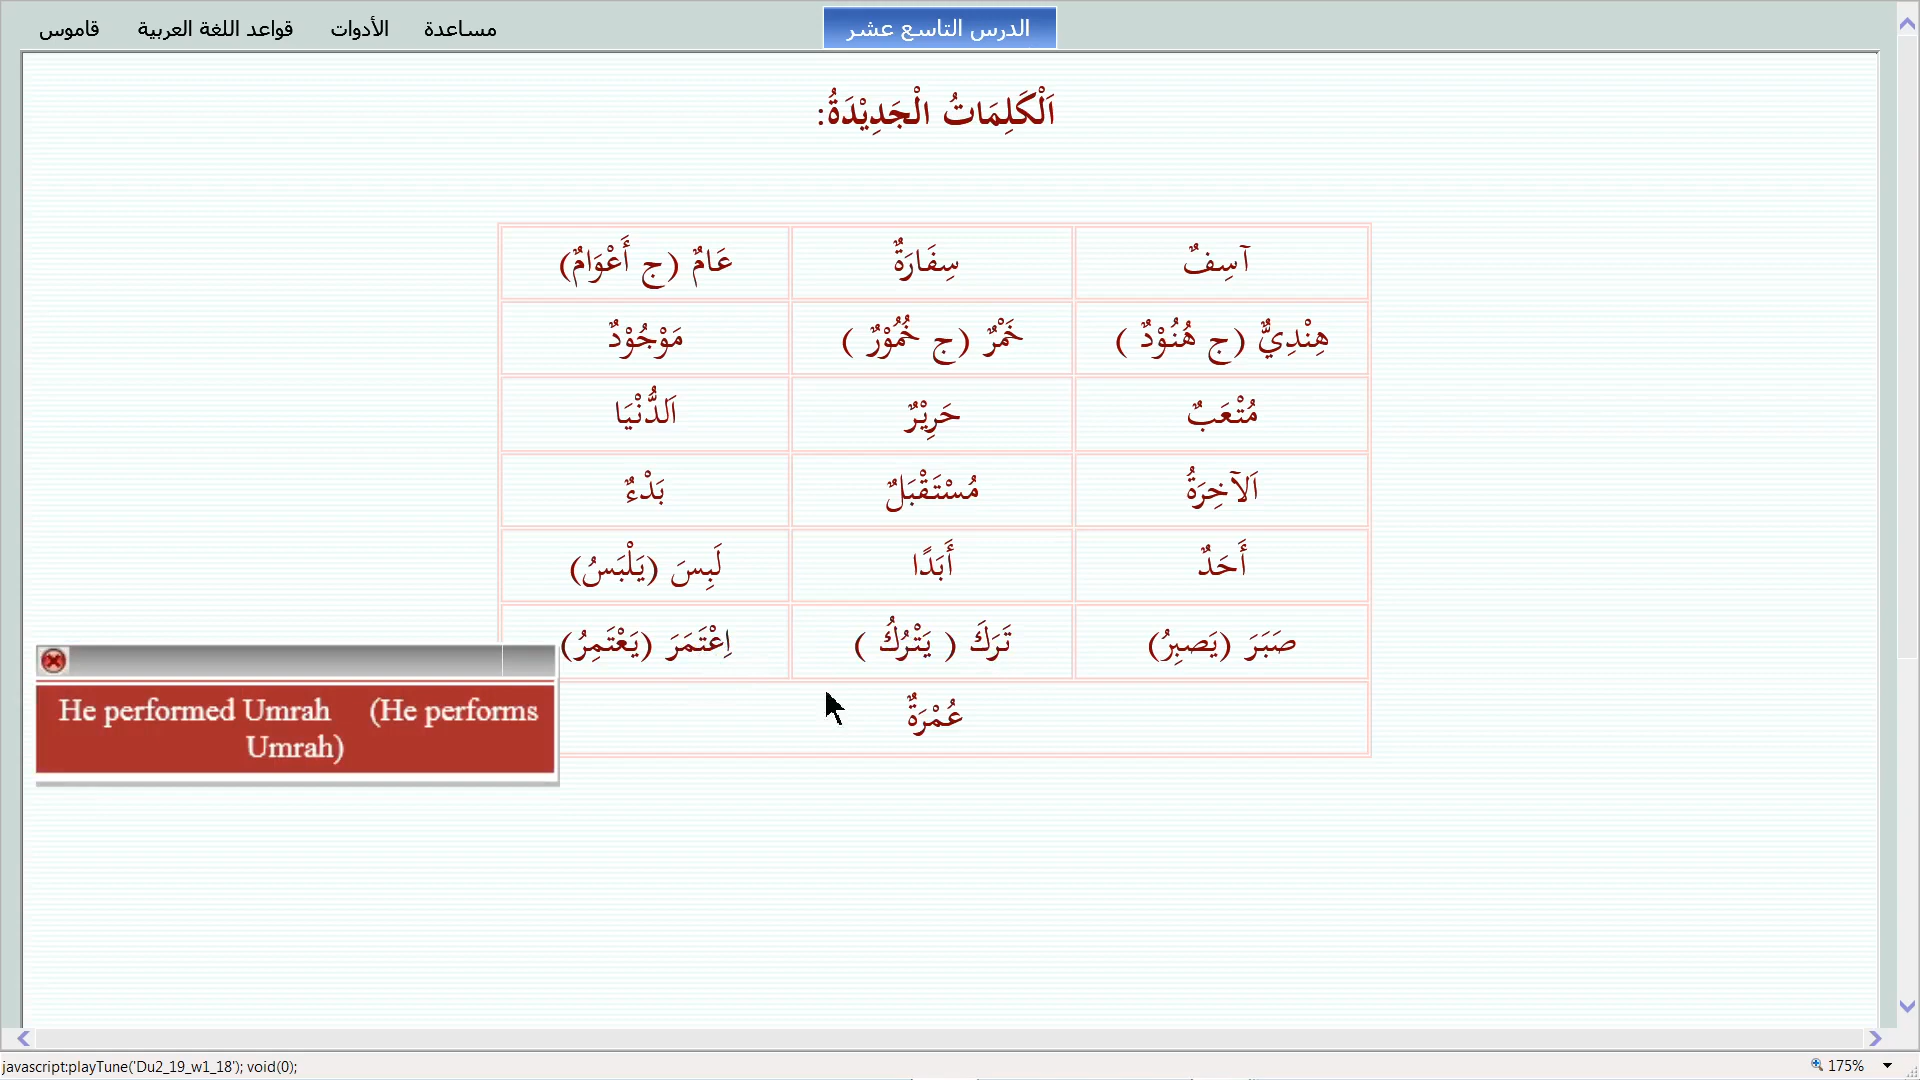 قاموس قواعد اللغة العربية الأدوات مساعدة الدرس التاسع عشر
اَلْكَلِمَاتُ الْجَدِيْدَةُ:
آسِفٌ سِفَارَةٌ عَامٌ (ج أَعْوَامٌ)
هِنْدِيٌّ (ج هُنُوْدٌ ) خَمْرٌ (ج خُمُوْرٌ ) مَوْجُوْدٌ
مُتْعَبٌ حَرِيْرٌ اَلدُّنْيَا
اَلآخِرَةُ مُسْتَقْبَلٌ بَدْءٌ
أَحَدٌ أَبَدًا لَبِسَ (يَلْبَسُ)
صَبَرَ (يَصبِرُ) تَرَكَ ( يَتْرُكُ ) اِعْتَمَرَ (يَعْتَمِرُ)
عُمْرَةٌ
He performed Umrah (He performs
Umrah)
javascript:playTune('Du2_19_w1_18'); void(0);
175%